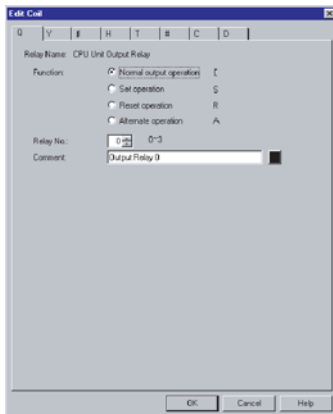 Edit Coil
Q Y # H T # C D
Relay Name: CPU Unit Output Relay
Function: Normal output operation [
Set operation S
Reset operation R
Alternate operation A
Relay No.: 0 0~3
Comment: Output Relay 0
OK Cancel Help